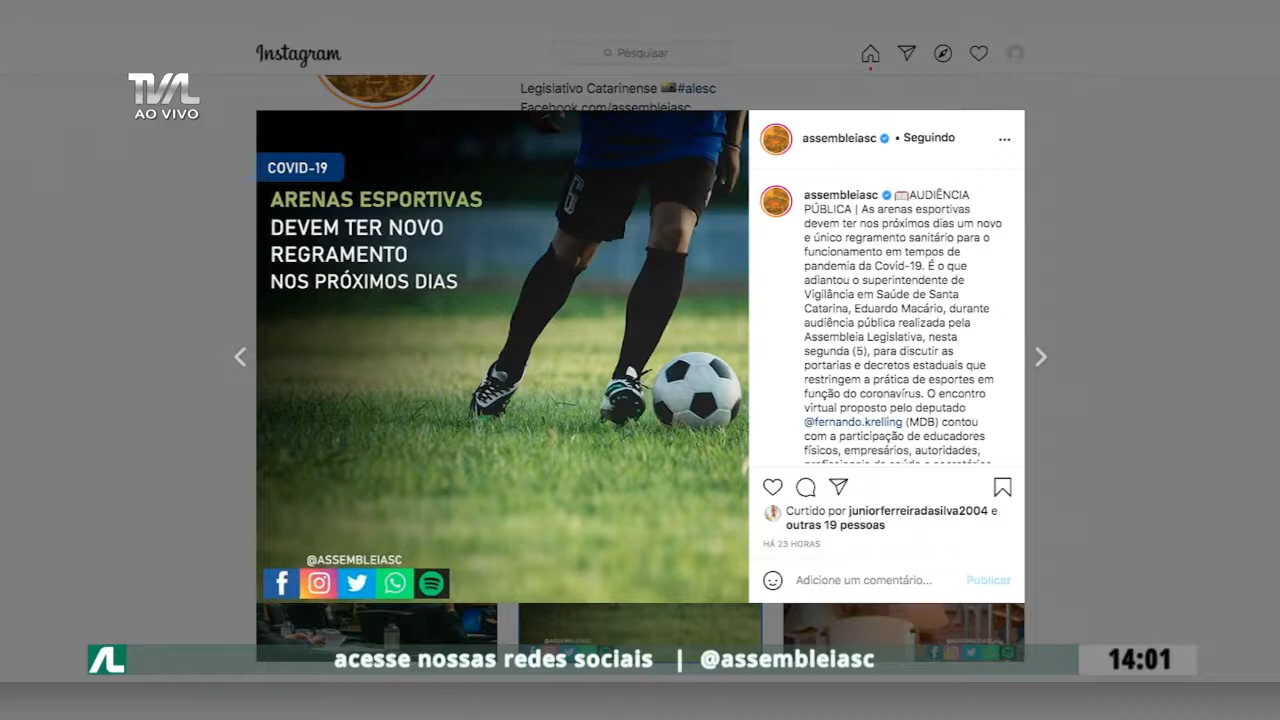 Instagram
Pesquisar
TVAL
AO VIVO
Legislativo Catarinense #alesc
Facebook.com/assembleiasc
COVID-19
ARENAS ESPORTIVAS
DEVEM TER NOVO
REGRAMENTO
NOS PRÓXIMOS DIAS
@ASSEMBLEIASC
assembleiasc • Seguindo
assembleiasc AUDIÊNCIA
PÚBLICA | As arenas esportivas
devem ter nos próximos dias um novo
e único regramento sanitário para o
funcionamento em tempos de
pandemia da Covid-19. É o que
adiantou o superintendente de
Vigilância em Saúde de Santa
Catarina, Eduardo Macário, durante
audiência pública realizada pela
Assembleia Legislativa, nesta
segunda (5), para discutir as
portarias e decretos estaduais que
restringem a prática de esportes em
função do coronavírus. O encontro
virtual proposto pelo deputado
@fernando.krelling (MDB) contou
com a participação de educadores
físicos, empresários, autoridades,
Curtido por juniorferreiradasilva2004 e
outras 19 pessoas
HÁ 23 HORAS
Adicione um comentário... Publicar
acesse nossas redes sociais | @assembleiasc
14:01